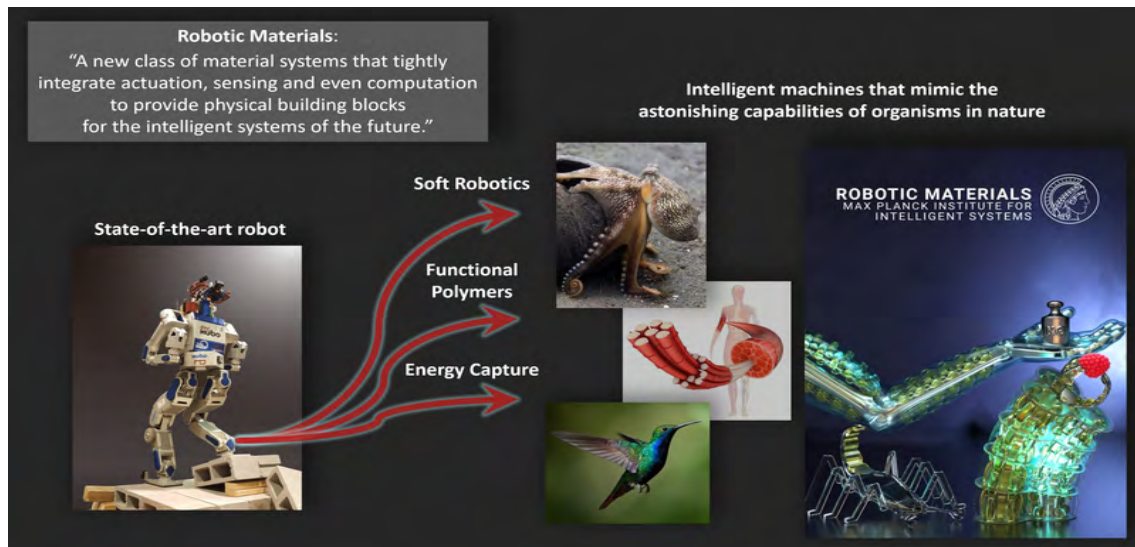 Robotic Materials:
“A new class of material systems that tightly
integrate actuation, sensing and even computation
to provide physical building blocks
for the intelligent systems of the future.”
Intelligent machines that mimic the
astonishing capabilities of organisms in nature
State-of-the-art robot
Soft Robotics
Functional
Polymers
Energy Capture
ROBOTIC MATERIALS
MAX PLANCK INSTITUTE FOR
INTELLIGENT SYSTEMS